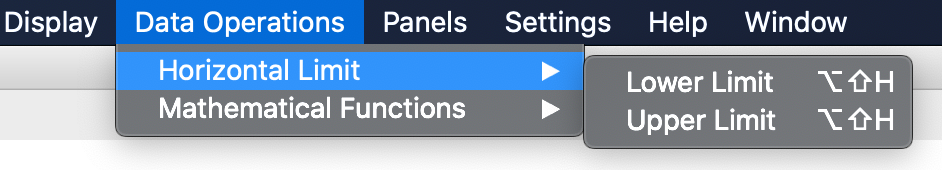 Display Data Operations Panels Settings Help Window
Horizontal Limit ▶
Mathematical Functions ▶
Lower Limit ⌥⇧H
Upper Limit ⌥⇧H